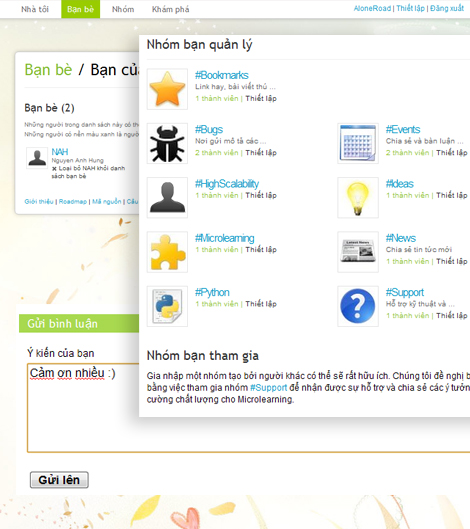 Nhà tôi Bạn bè Nhóm Khám phá AloneRoad | Thiết lập | Đăng xuất
Bạn bè / Bạn củ
Bạn bè (2)
Những người trong danh sách này có th
Những người có nền màu xanh là người
NAH
Nguyen Anh Hung
Loại bỏ NAH khỏi danh
sách bạn bè
Giới thiệu | Roadmap | Mã nguồn | Câu
Nhóm bạn quản lý
#Bookmarks
Link hay, bài viết thú ...
1 thành viên | Thiết lập
#Bugs
Nơi gửi mô tả các ...
2 thành viên | Thiết lập
#Events
Chia sẻ và bàn luận ...
2 thành viên | Thiết lập
#HighScalability
1 thành viên | Thiết lập
#Ideas
1 thành viên | Thiết lập
#Microlearning
1 thành viên | Thiết lập
#News
Chia sẻ tin tức mới
1 thành viên | Thiết lập
#Python
1 thành viên | Thiết lập
#Support
Hỗ trợ kỹ thuật và ...
1 thành viên | Thiết lập
Nhóm bạn tham gia
Gia nhập một nhóm tạo bởi người khác có thể sẽ rất hữu ích. Chúng tôi đề nghị b
bằng việc tham gia nhóm #Support để nhận được sự hỗ trợ và chia sẻ các ý tưởn
cường chất lượng cho Microlearning.
Gửi bình luận
Ý kiến của bạn
Cảm ơn nhiều :)
Gửi lên